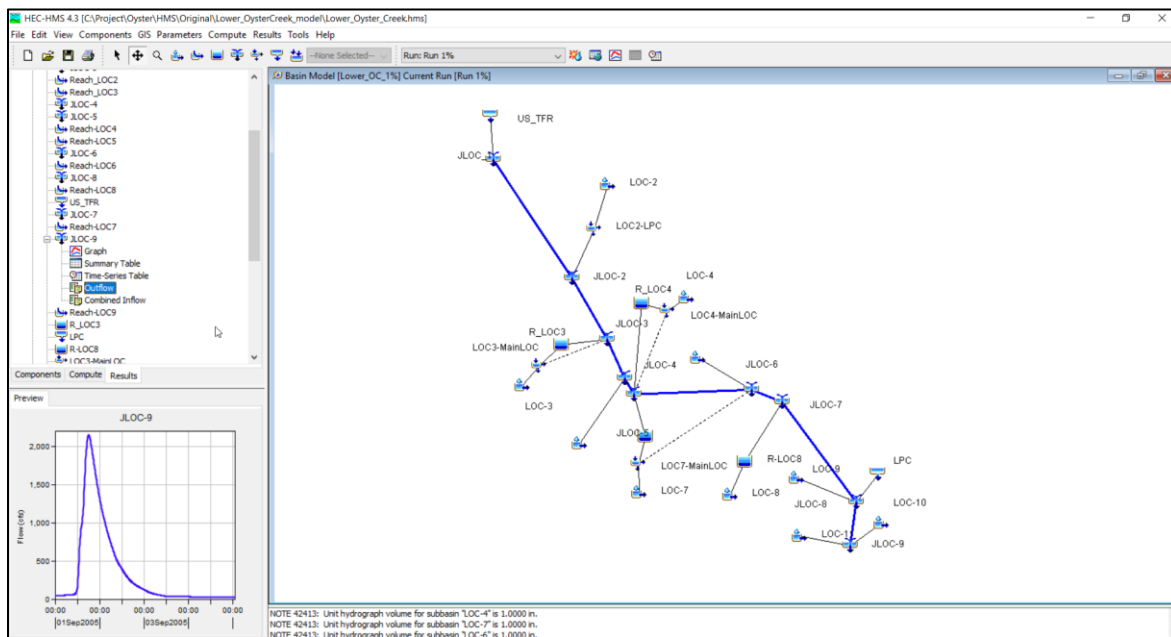 HEC-HMS 4.3 [C:\Project\Oyster\HMS\Original\Lower_OysterCreek_model\Lower_Oyster_Creek.hms]
File Edit View Components GIS Parameters Compute Results Tools Help
--None Selected-- Run: Run 1%
Reach_LOC2
Reach_LOC3
JLOC-4
JLOC-5
Reach-LOC4
Reach-LOC5
JLOC-6
Reach-LOC6
JLOC-8
Reach-LOC8
US_TFR
JLOC-7
Reach-LOC7
JLOC-9
Graph
Summary Table
Time-Series Table
Outflow
Combined Inflow
Reach-LOC9
R_LOC3
LPC
R-LOC8
LOC3-MainLOC
Components Compute Results
Preview
JLOC-9
2,000
1,500
1,000
500
0
Flow (cfs)
00:00 00:00 00:00 00:00 00:00
01Sep2005 03Sep2005
Basin Model [Lower_OC_1%] Current Run [Run 1%]
US_TFR
JLOC_
LOC-2
LOC2-LPC
JLOC-2
LOC-4
R_LOC4
LOC4-MainLOC
JLOC-3
R_LOC3
LOC3-MainLOC
JLOC-4
JLOC-6
LOC-3
JLOC-7
JLOC-5
LOC7-MainLOC
R-LOC8
LOC-9
LPC
LOC-7
LOC-8
JLOC-8
LOC-10
LOC-11
JLOC-9
NOTE 42413: Unit hydrograph volume for subbasin "LOC-4" is 1.0000 in.
NOTE 42413: Unit hydrograph volume for subbasin "LOC-7" is 1.0000 in.
NOTE 42413: Unit hydrograph volume for subbasin "LOC-6" is 1.0000 in.